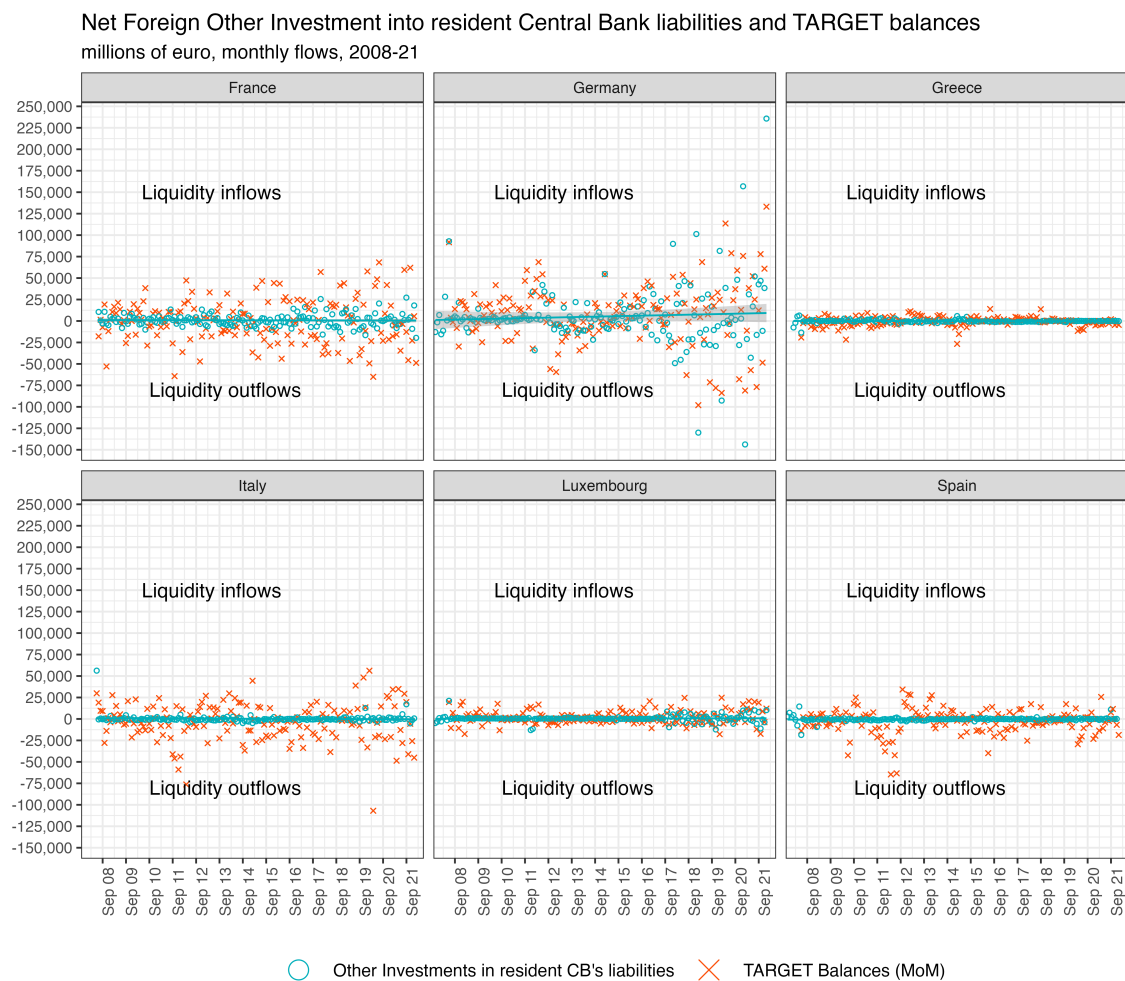 Net Foreign Other Investment into resident Central Bank liabilities and TARGET balances
millions of euro, monthly flows, 2008-21
France
Germany
Greece
250,000
225,000
200,000
175,000
150,000
125,000
100,000
75,000
50,000
25,000
0
-25,000
-50,000
-75,000
-100,000
-125,000
-150,000
Liquidity inflows
Liquidity inflows
Liquidity inflows
Liquidity outflows
Liquidity outflows
Liquidity outflows
Italy
Luxembourg
Spain
250,000
225,000
200,000
175,000
150,000
125,000
100,000
75,000
50,000
25,000
0
-25,000
-50,000
-75,000
-100,000
-125,000
-150,000
Liquidity inflows
Liquidity inflows
Liquidity inflows
Liquidity outflows
Liquidity outflows
Liquidity outflows
Sep 08
Sep 09
Sep 10
Sep 11
Sep 12
Sep 13
Sep 14
Sep 15
Sep 16
Sep 17
Sep 18
Sep 19
Sep 20
Sep 21
Sep 08
Sep 09
Sep 10
Sep 11
Sep 12
Sep 13
Sep 14
Sep 15
Sep 16
Sep 17
Sep 18
Sep 19
Sep 20
Sep 21
Sep 08
Sep 09
Sep 10
Sep 11
Sep 12
Sep 13
Sep 14
Sep 15
Sep 16
Sep 17
Sep 18
Sep 19
Sep 20
Sep 21
Other Investments in resident CB's liabilities
TARGET Balances (MoM)